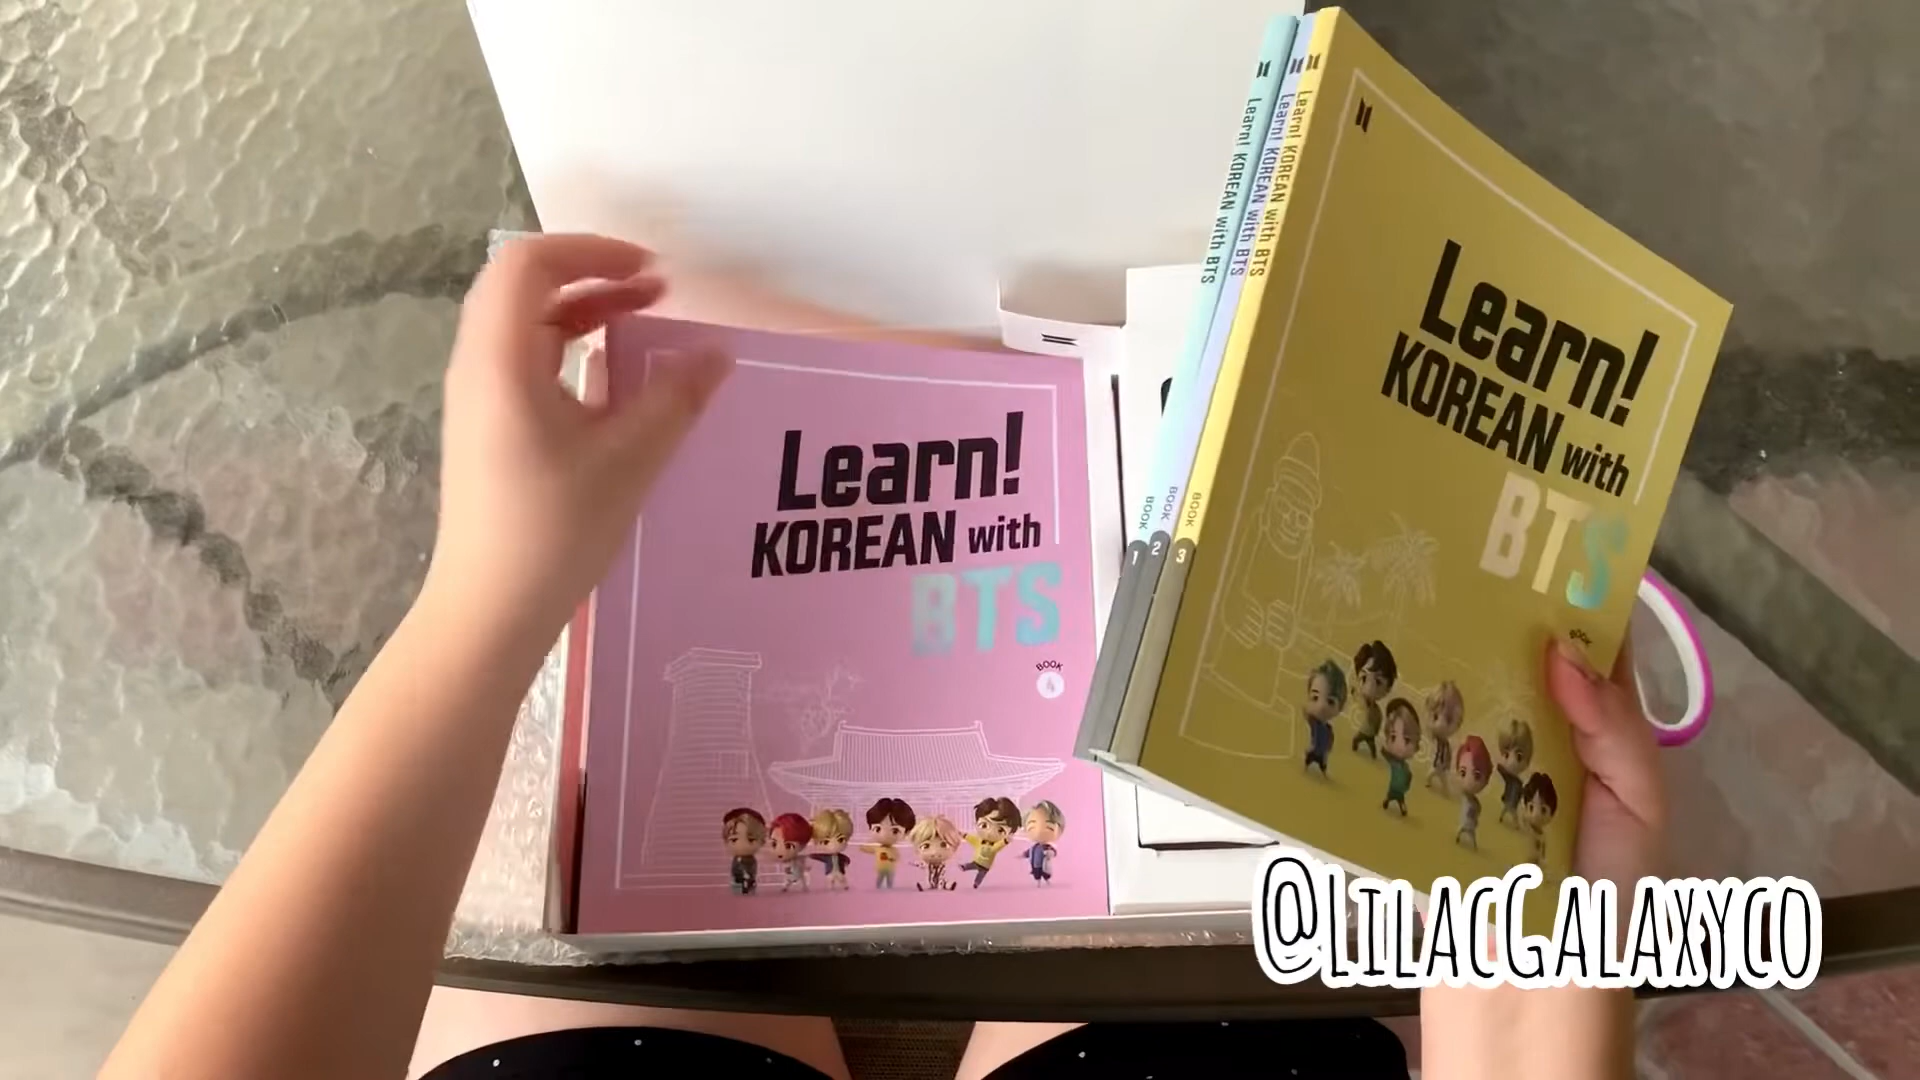 Learn! KOREAN with BTS
BOOK
1
Learn! KOREAN with BTS
BOOK
2
Learn! KOREAN with BTS
BOOK
3
Learn!
KOREAN with
BTS
BOOK
Learn!
KOREAN with
BTS
BOOK
4
@LILACGALAXYCO